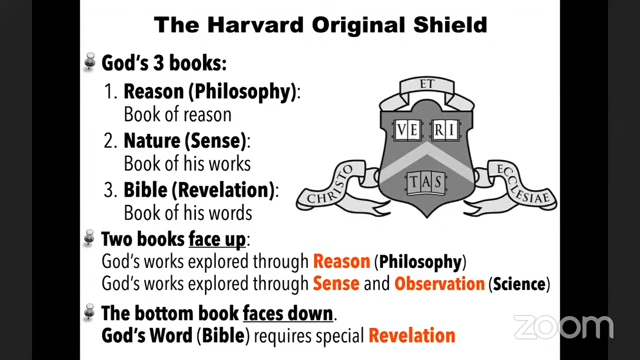 The Harvard Original Shield
God's 3 books:
1. Reason (Philosophy):
Book of reason
2. Nature (Sense):
Book of his works
3. Bible (Revelation):
Book of his words
ET
VE RI
TAS
CHRISTO
ECCLESIAE
Two books face up:
God's works explored through Reason (Philosophy)
God's works explored through Sense and Observation (Science)
The bottom book faces down.
God's Word (Bible) requires special Revelation
zoom